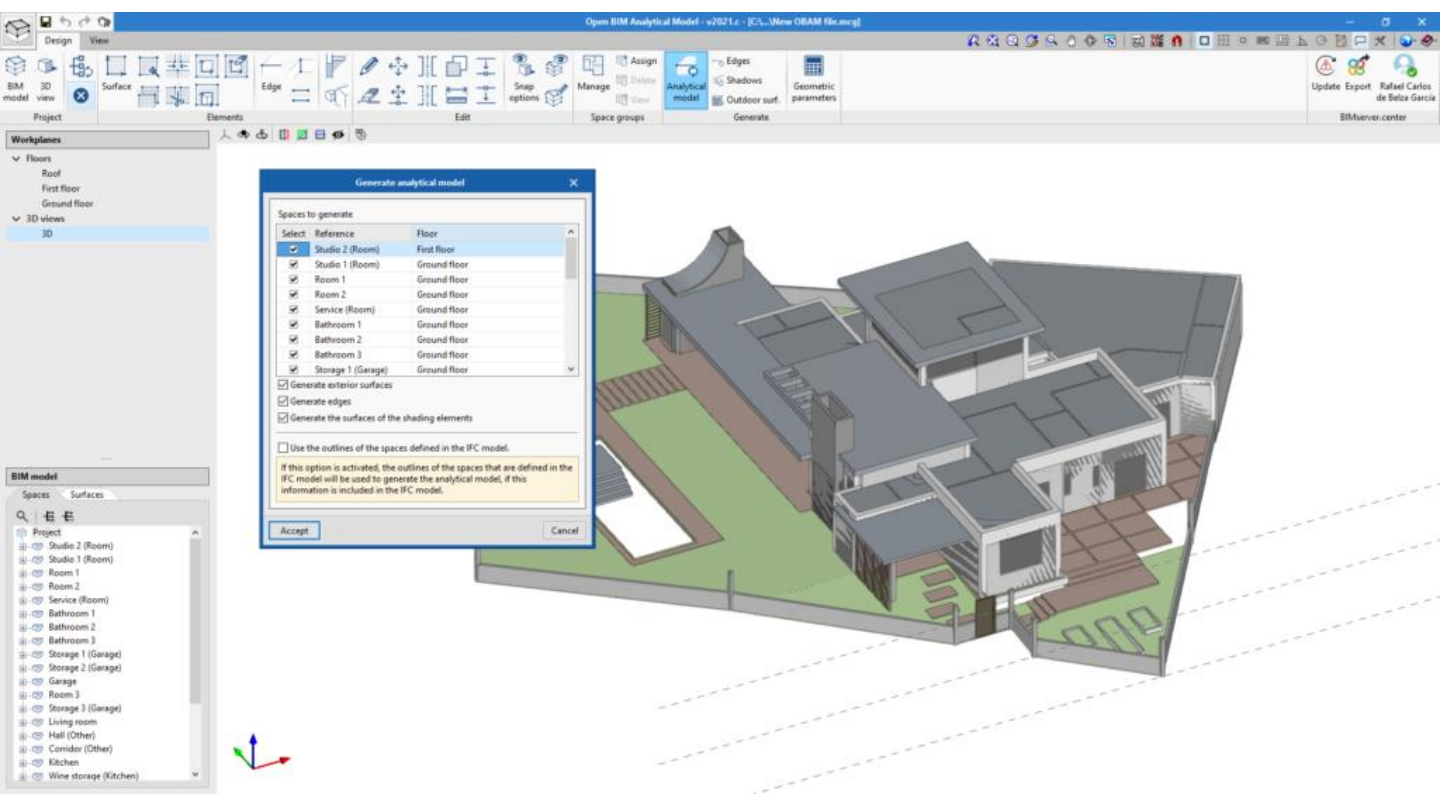 Open BIM Analytical Model - v2021.c - [C:\...\New OBAM file.mcg]
Design View
BIM model
3D view
Project
Surface
Elements
Edge
Snap options
Edit
Manage
Assign
Delete
View
Space groups
Analytical model
Edges
Shadows
Outdoor surf.
Generate
Geometric parameters
Update Export Rafael Carlos de Belza García
BIMserver.center
Workplanes
Floors
Roof
First floor
Ground floor
3D views
3D
Generate analytical model
Spaces to generate
Select Reference Floor
Studio 2 (Room) First floor
Studio 1 (Room) Ground floor
Room 1 Ground floor
Room 2 Ground floor
Service (Room) Ground floor
Bathroom 1 Ground floor
Bathroom 2 Ground floor
Bathroom 3 Ground floor
Storage 1 (Garage) Ground floor
Generate exterior surfaces
Generate edges
Generate the surfaces of the shading elements
Use the outlines of the spaces defined in the IFC model.
If this option is activated, the outlines of the spaces that are defined in the
IFC model will be used to generate the analytical model, if this
information is included in the IFC model.
Accept Cancel
BIM model
Spaces Surfaces
Project
Studio 2 (Room)
Studio 1 (Room)
Room 1
Room 2
Service (Room)
Bathroom 1
Bathroom 2
Bathroom 3
Storage 1 (Garage)
Storage 2 (Garage)
Garage
Room 3
Storage 3 (Garage)
Living room
Hall (Other)
Corridor (Other)
Kitchen
Wine storage (Kitchen)